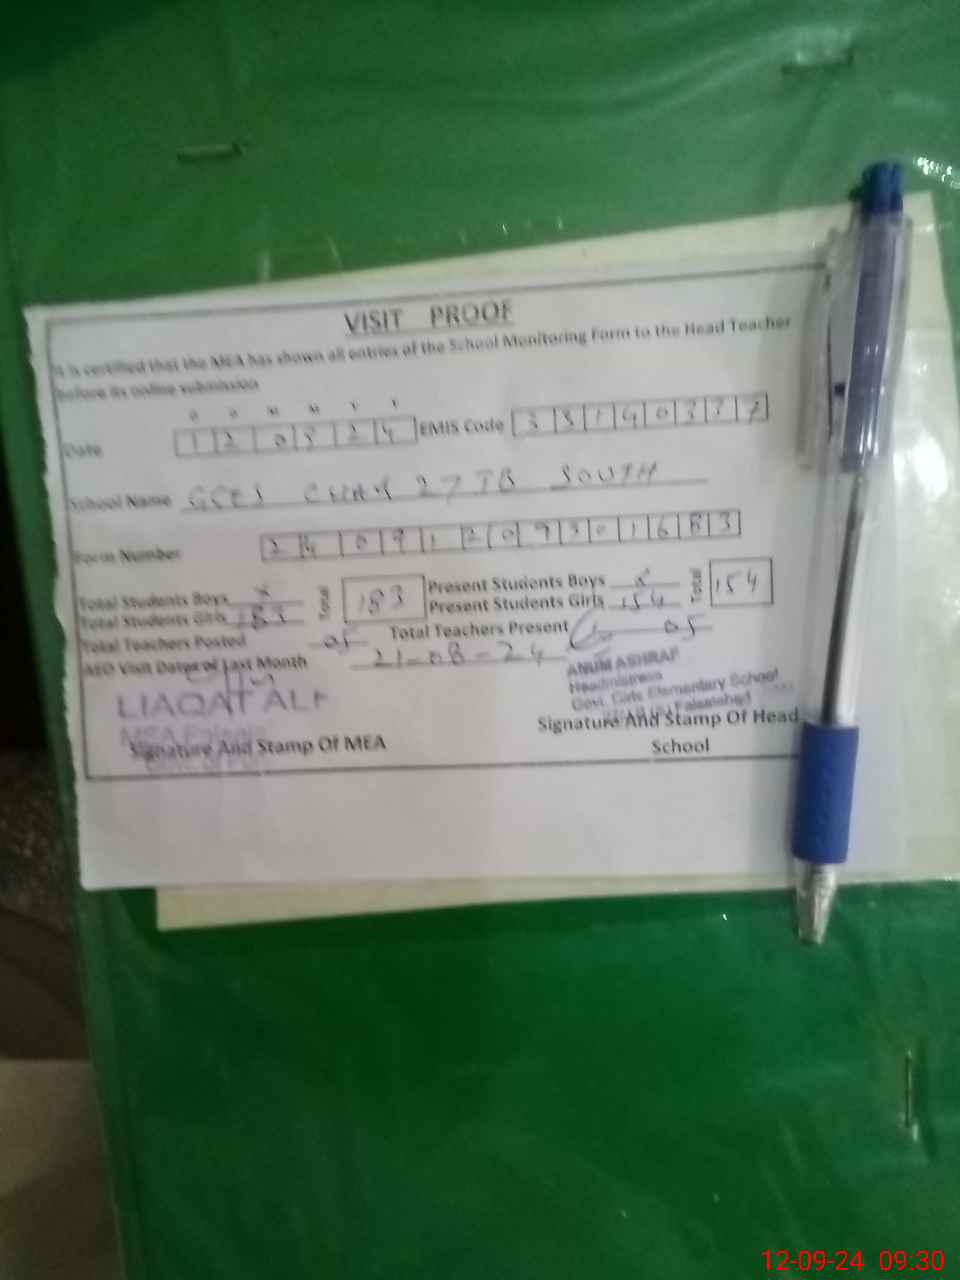 VISIT PROOF
It is certified that the MEA has shown all entries of the School Monitoring Form to the Head Teacher
before its online submission
D D M M Y Y
Date 1 2 0 9 2 4 EMIS Code 3 3 1 4 0 3 7
School Name GGES CHAK 27 JB SOUTH
Form Number 2 4 0 9 1 2 0 9 3 0 1 6 8 3
Total Students Boys x Total 183 Present Students Boys x Total 154
Total Students Girls 183 Present Students Girls 154
Total Teachers Posted 05 Total Teachers Present 05
AEO Visit Date of Last Month 21-08-24
ANUM ASHRAF
Headmistress
Govt. Girls Elementary School
Faisalabad
LIAQAT ALI
MEA
Signature And Stamp Of MEA
Signature And Stamp Of Head
School
12-09-24 09:30